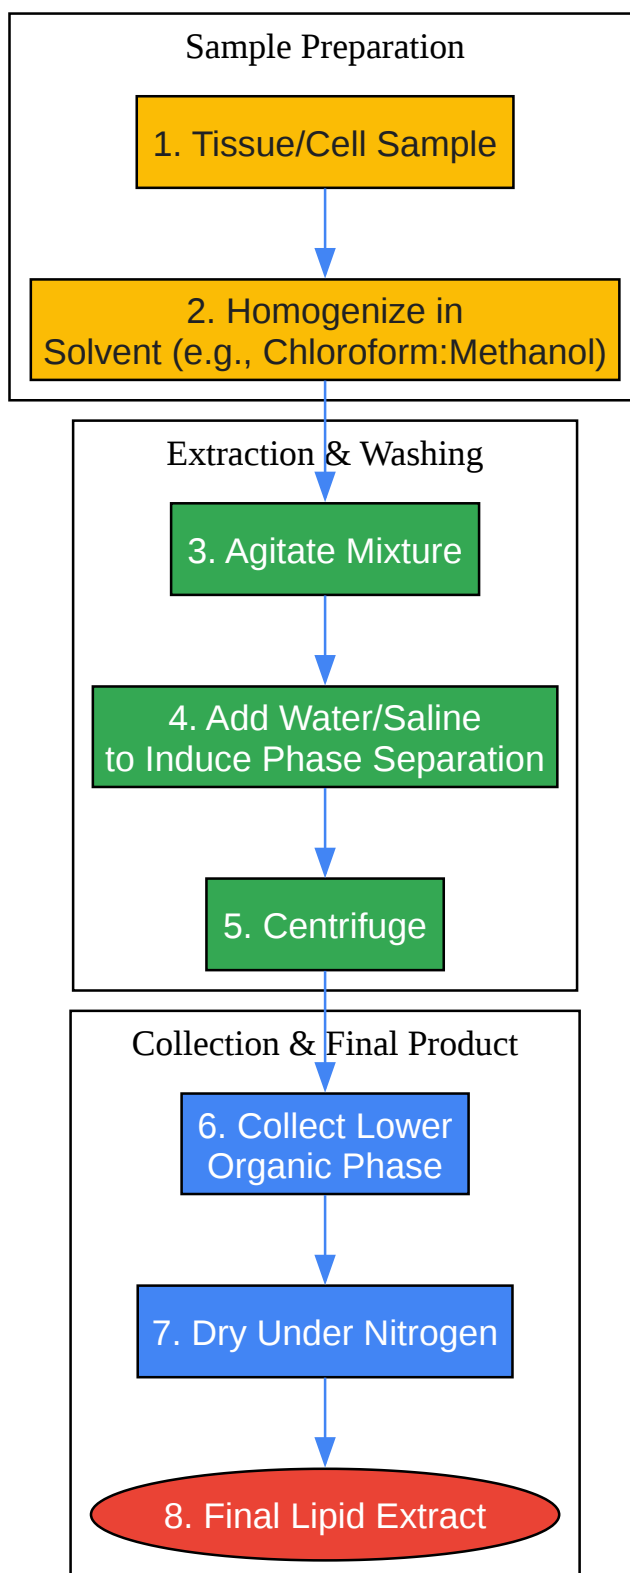 Sample Preparation
1. Tissue/Cell Sample
2. Homogenize in
Solvent (e.g., Chloroform:Methanol)
Extraction & Washing
3. Agitate Mixture
4. Add Water/Saline
to Induce Phase Separation
5. Centrifuge
Collection & Final Product
6. Collect Lower
Organic Phase
7. Dry Under Nitrogen
8. Final Lipid Extract